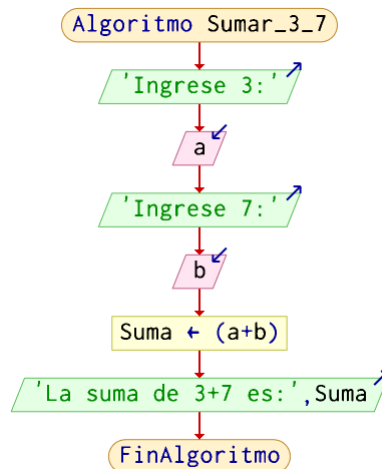 Algoritmo Sumar_3_7
'Ingrese 3:'
a
'Ingrese 7:'
b
Suma ← (a+b)
'La suma de 3+7 es:',Suma
FinAlgoritmo